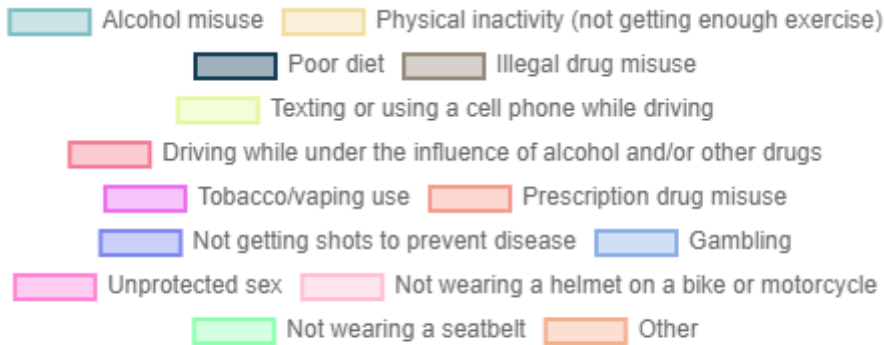 Alcohol misuse Physical inactivity (not getting enough exercise)
Poor diet Illegal drug misuse
Texting or using a cell phone while driving
Driving while under the influence of alcohol and/or other drugs
Tobacco/vaping use Prescription drug misuse
Not getting shots to prevent disease Gambling
Unprotected sex Not wearing a helmet on a bike or motorcycle
Not wearing a seatbelt Other